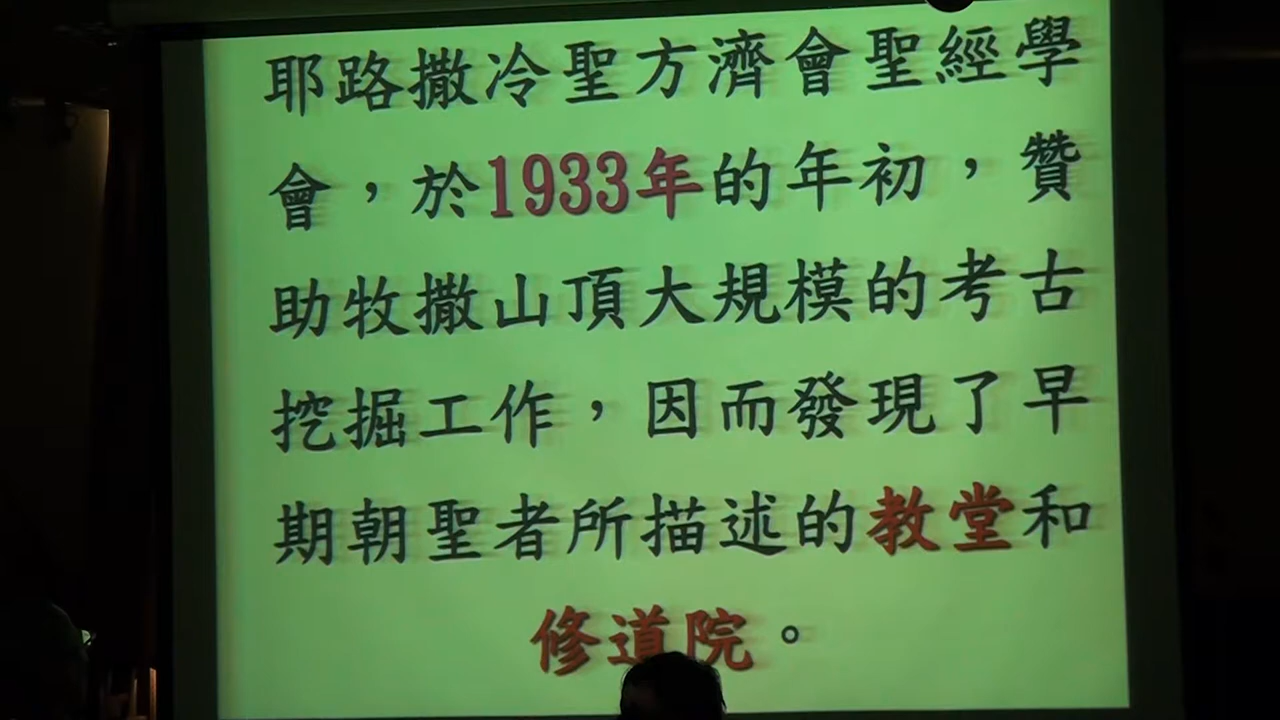 耶路撒冷聖方濟會聖經學
會，於1933年的年初，贊
助牧撒山頂大規模的考古
挖掘工作，因而發現了早
期朝聖者所描述的教堂和
修道院。